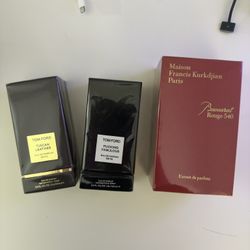 TOM FORD
TUSCAN
LEATHER
TOM FORD
FUCKING
FABULOUS
Maison
Francis Kurkdjian
Paris
Baccarat
Rouge 540
Extrait de parfum